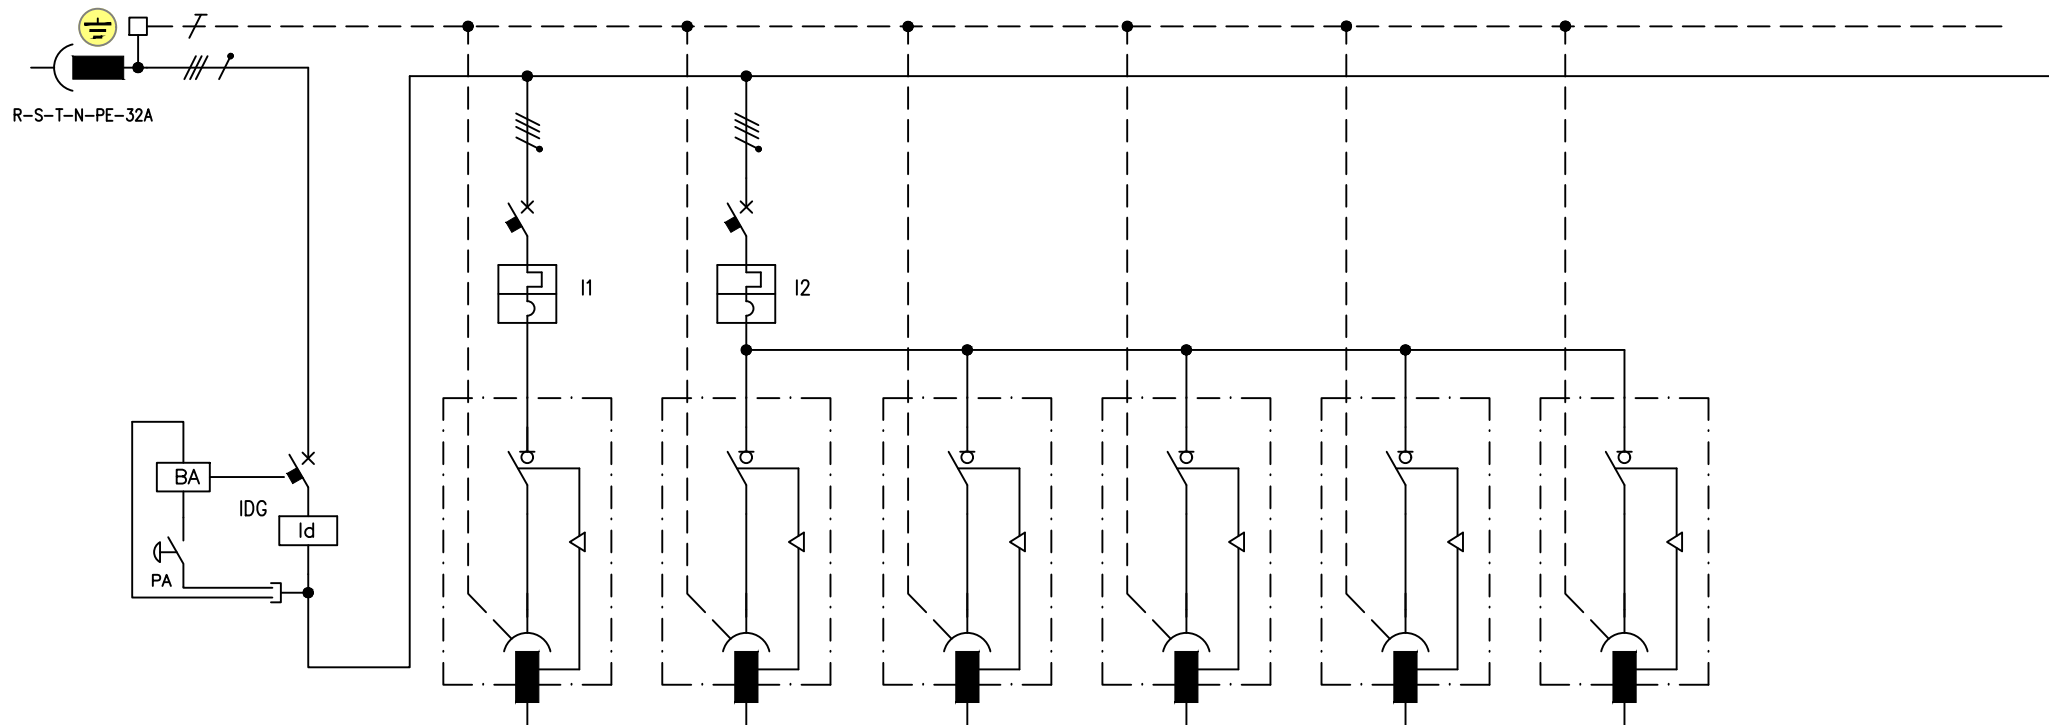 R-S-T-N-PE-32A
I1
I2
BA
IDG
Id
PA